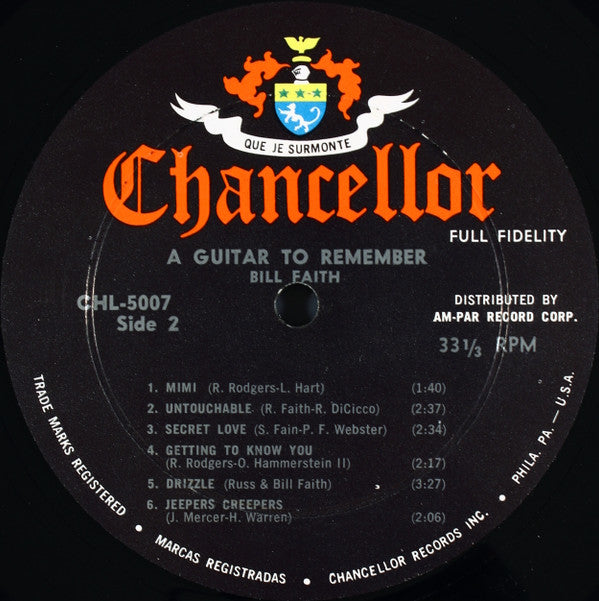 QUE JE SURMONTE
Chancellor
FULL FIDELITY
A GUITAR TO REMEMBER
BILL FAITH
CHL-5007
Side 2
DISTRIBUTED BY
AM-PAR RECORD CORP.
33 1/3 RPM
1. MIMI (R. Rodgers-L. Hart) (1:40)
2. UNTOUCHABLE (R. Faith-R. DiCicco) (2:37)
3. SECRET LOVE (S. Fain-P. F. Webster) (2:34)
4. GETTING TO KNOW YOU
(R. Rodgers-O. Hammerstein II) (2:17)
5. DRIZZLE (Russ & Bill Faith) (3:27)
6. JEEPERS CREEPERS
(J. Mercer-H. Warren) (2:06)
TRADE MARKS REGISTERED • MARCAS REGISTRADAS • CHANCELLOR RECORDS INC. • PHILA. PA. — U.S.A.